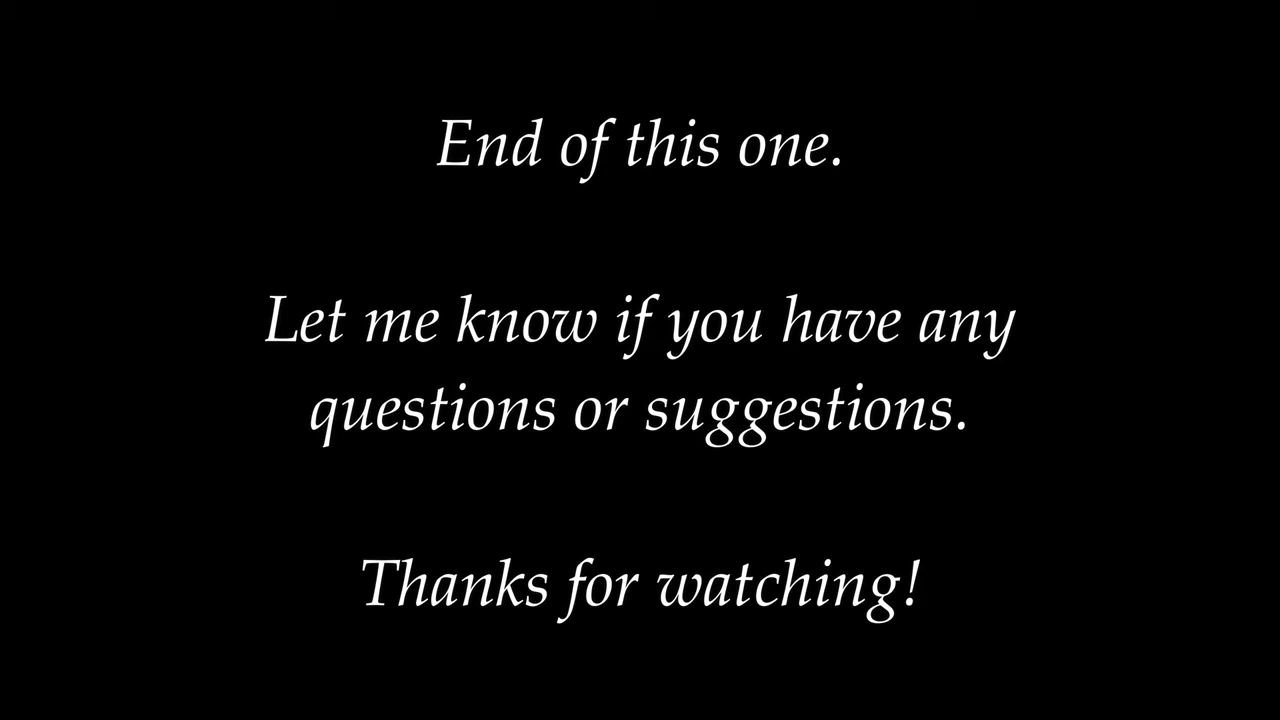 End of this one.
Let me know if you have any
questions or suggestions.
Thanks for watching!